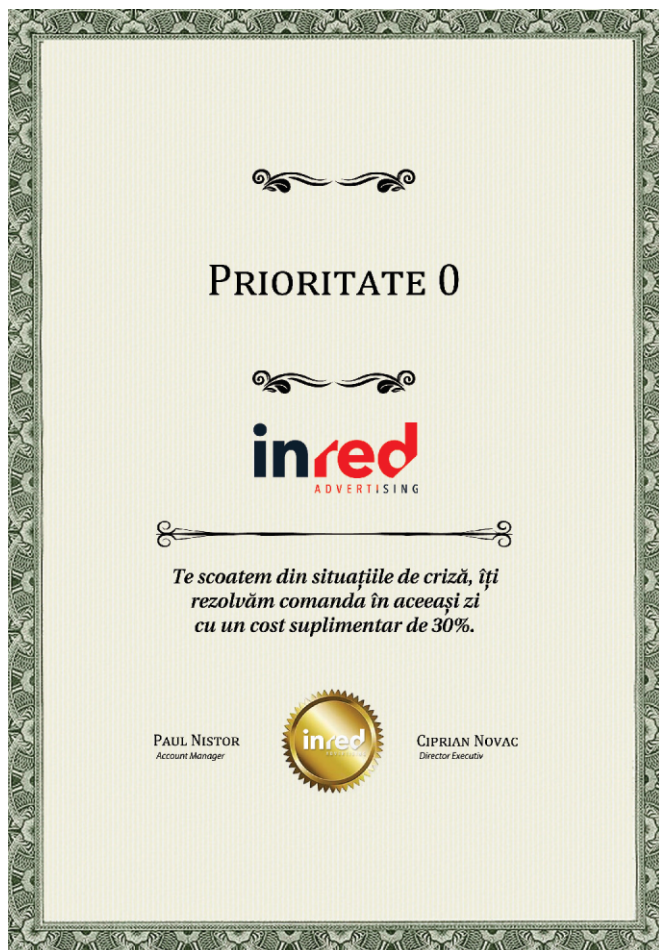 PRIORITATE 0
inred
ADVERTISING
Te scoatem din situațiile de criză, îți
rezolvăm comanda în aceeași zi
cu un cost suplimentar de 30%.
PAUL NISTOR
Account Manager
inred
ADVERTISING
CIPRIAN NOVAC
Director Executiv